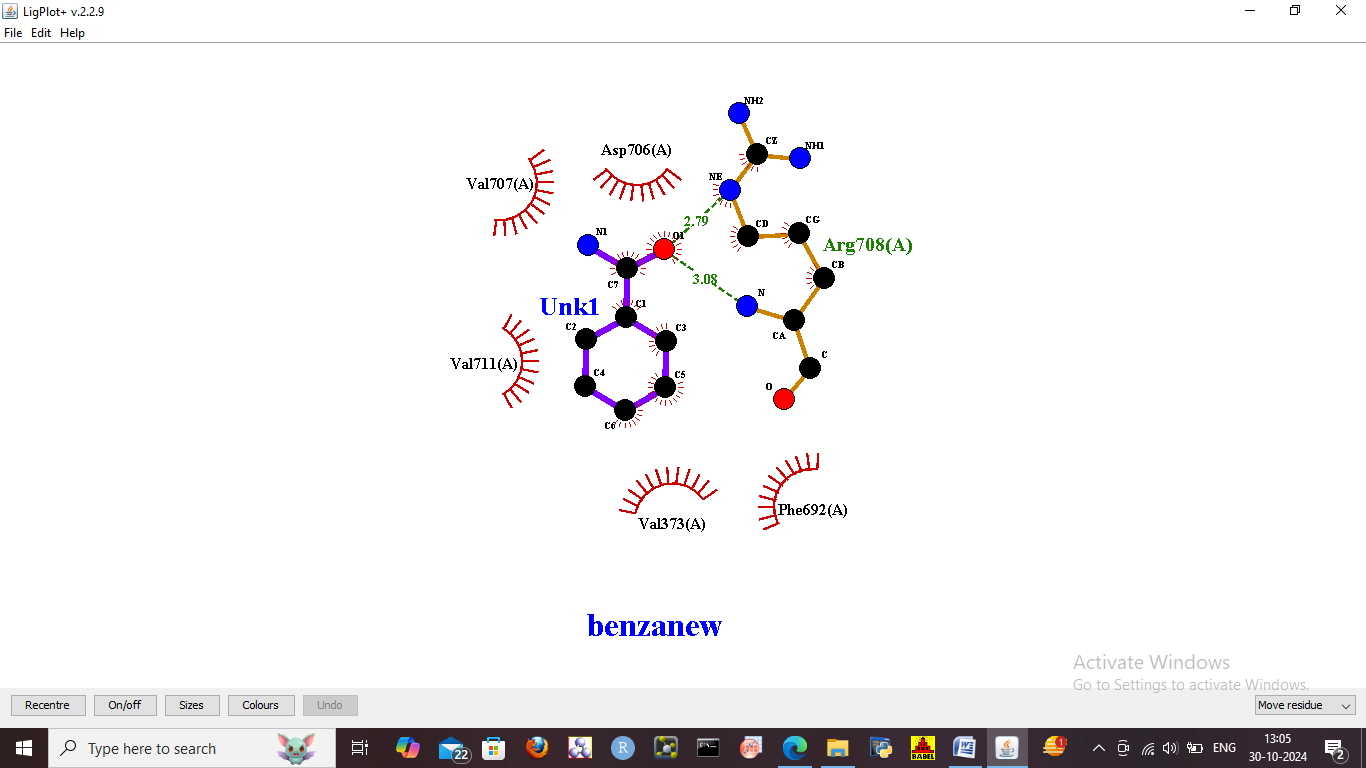 LigPlot+ v.2.2.9
File Edit Help
NH2
CZ
NH1
Asp706(A)
Val707(A)
NE
2.79
CD
CG
Arg708(A)
N1
O1
CB
3.08
C7
N
Unk1
C1
C2
C3
CA
C
Val711(A)
C4
C5
O
C6
Phe692(A)
Val373(A)
benzanew
Activate Windows
Go to Settings to activate Windows.
Recentre On/off Sizes Colours Undo Move residue
Type here to search
22
R
BABEL
1
ENG
13:05
30-10-2024
2